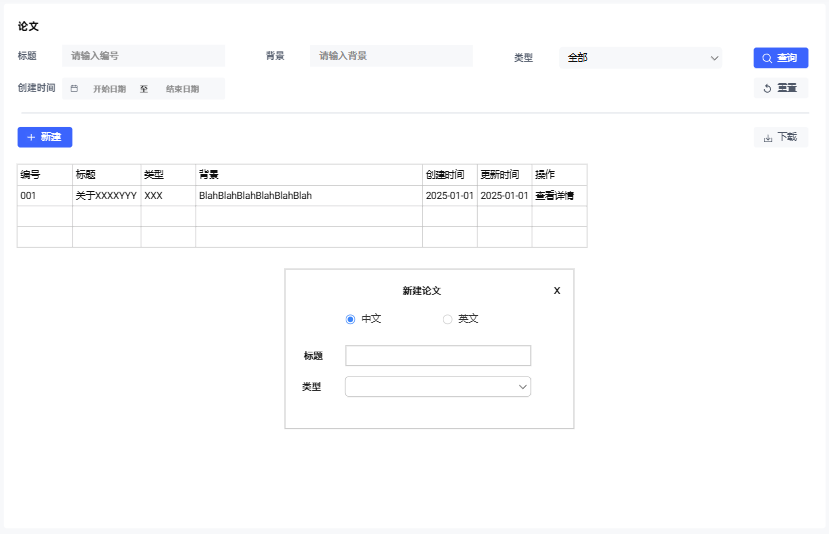 论文
标题 请输入编号 背景 请输入背景 类型 全部 查询
创建时间 开始日期 至 结束日期 重置
+ 新建 下载
编号 标题 类型 背景 创建时间 更新时间 操作
001 关于XXXXYYY XXX BlahBlahBlahBlahBlahBlah 2025-01-01 2025-01-01 查看详情
新建论文 X
中文 英文
标题
类型